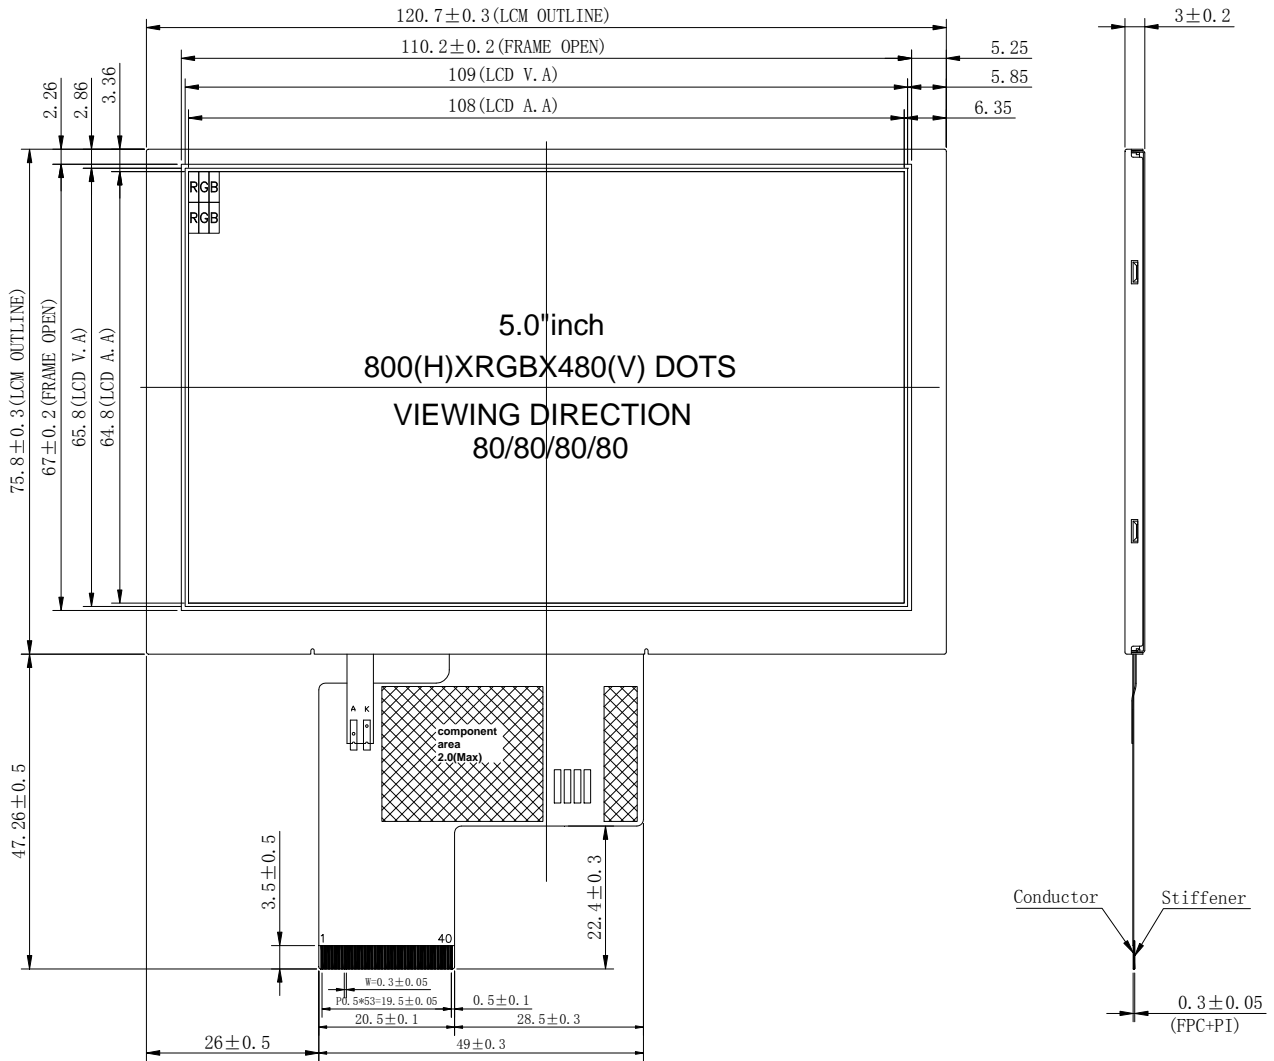 120.7±0.3(LCM OUTLINE)
3±0.2
110.2±0.2(FRAME OPEN)
5.25
109(LCD V.A)
5.85
108(LCD A.A)
6.35
2.26
2.86
3.36
RGB
RGB
75.8±0.3(LCM OUTLINE)
67±0.2(FRAME OPEN)
65.8(LCD V.A)
64.8(LCD A.A)
5.0"inch
800(H)XRGBX480(V) DOTS
VIEWING DIRECTION
80/80/80/80
A K
component
area
2.0(Max)
47.26±0.5
3.5±0.5
22.4±0.3
Conductor
Stiffener
1
40
W=0.3±0.05
P0.5*53=19.5±0.05
0.5±0.1
20.5±0.1
28.5±0.3
0.3±0.05
(FPC+PI)
26±0.5
49±0.3